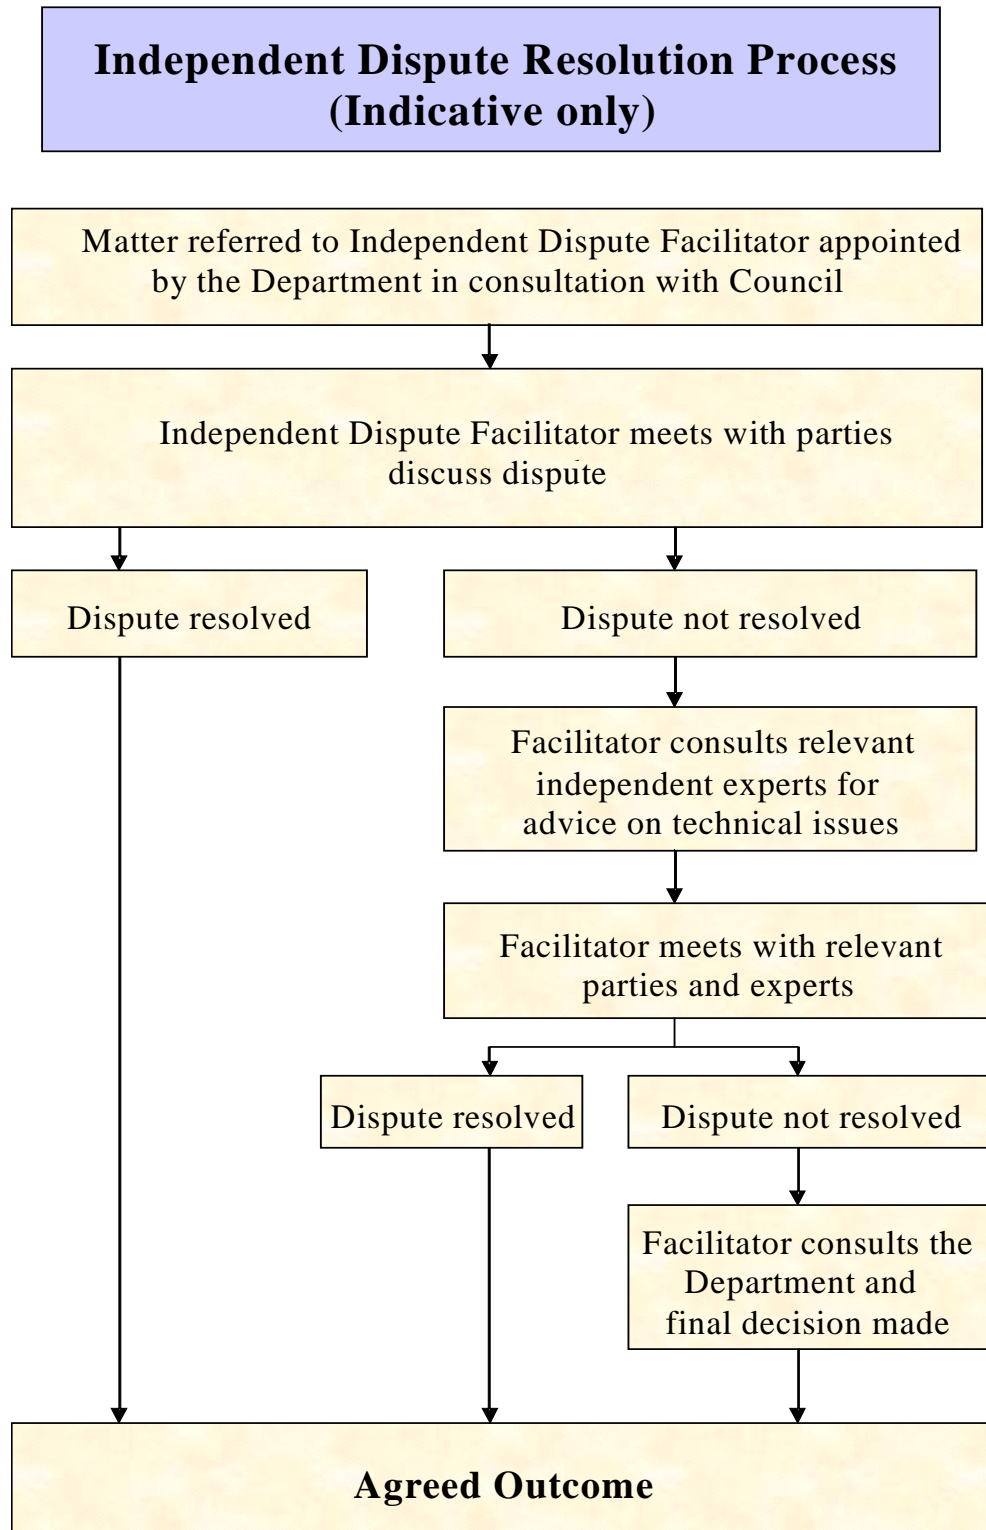 Independent Dispute Resolution Process
(Indicative only)
Matter referred to Independent Dispute Facilitator appointed
by the Department in consultation with Council
Independent Dispute Facilitator meets with parties
discuss dispute
Dispute resolved
Dispute not resolved
Facilitator consults relevant
independent experts for
advice on technical issues
Facilitator meets with relevant
parties and experts
Dispute resolved
Dispute not resolved
Facilitator consults the
Department and
final decision made
Agreed Outcome